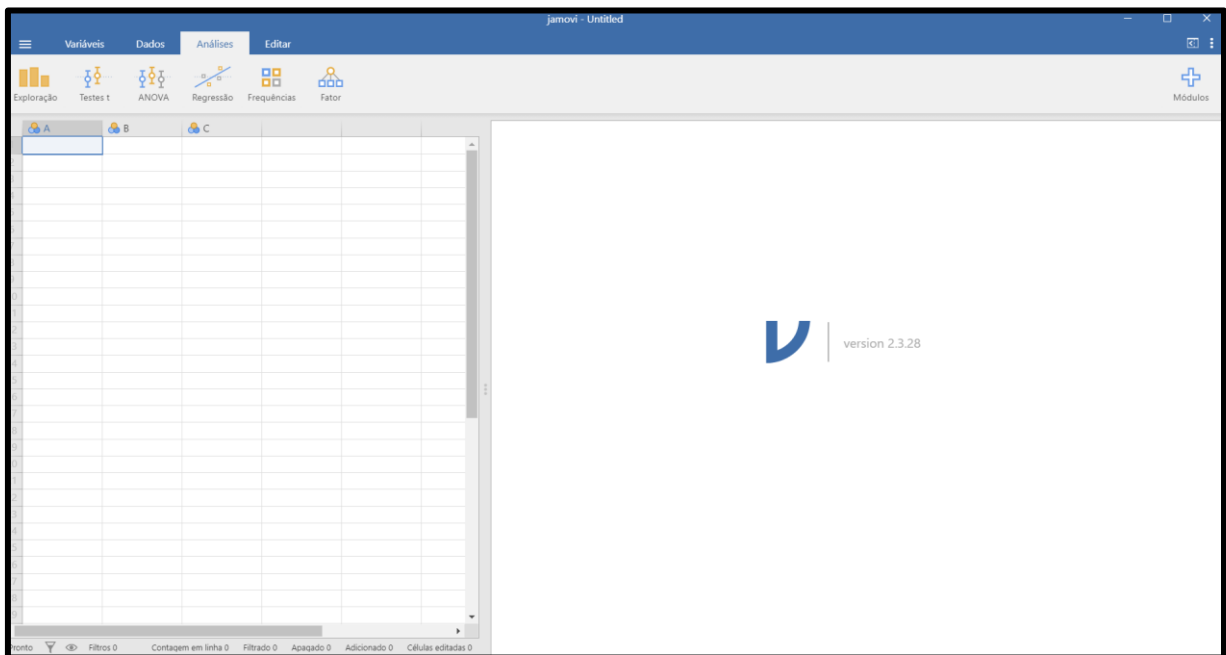 jamovi - Untitled
Variáveis Dados Análises Editar
Exploração Testes t ANOVA Regressão Frequências Fator Módulos
A B C
version 2.3.28
Pronto Filtros 0 Contagem em linha 0 Filtrado 0 Apagado 0 Adicionado 0 Células editadas 0